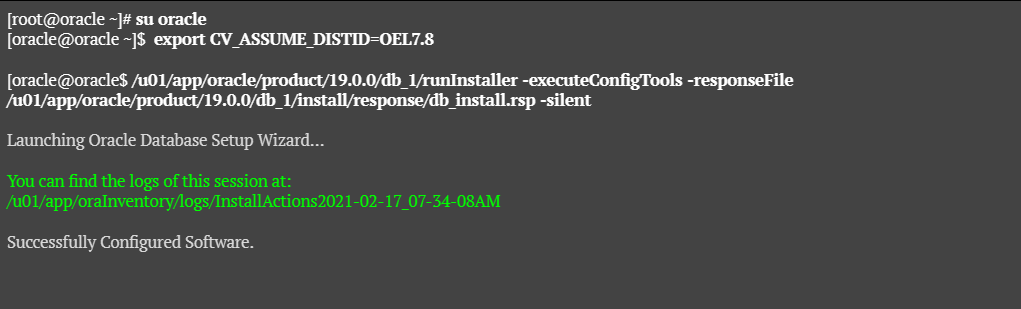 [root@oracle ~]# su oracle
[oracle@oracle ~]$  export CV_ASSUME_DISTID=OEL7.8
[oracle@oracle$ /u01/app/oracle/product/19.0.0/db_1/runInstaller -executeConfigTools -responseFile
/u01/app/oracle/product/19.0.0/db_1/install/response/db_install.rsp -silent
Launching Oracle Database Setup Wizard...
You can find the logs of this session at:
/u01/app/oraInventory/logs/InstallActions2021-02-17_07-34-08AM
Successfully Configured Software.